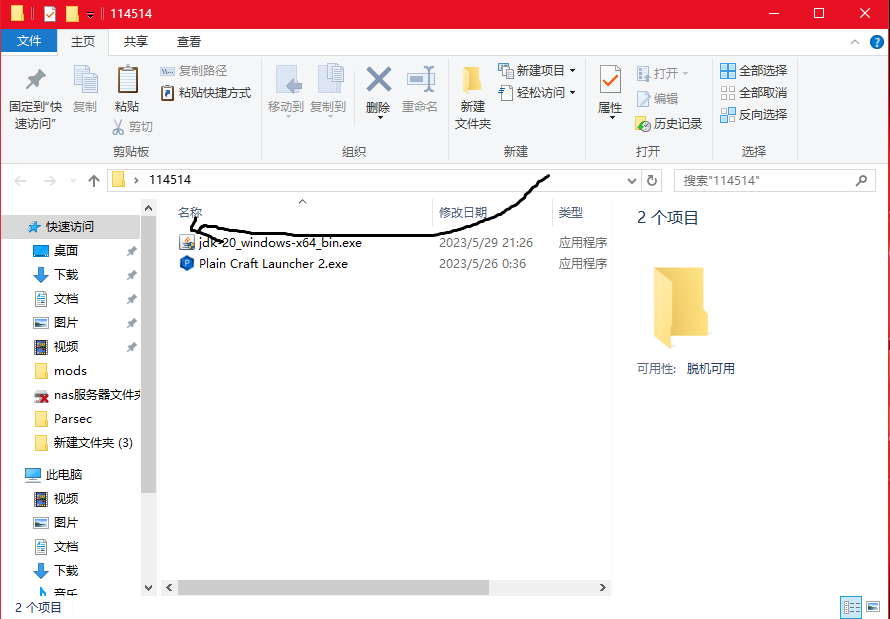 114514
文件 主页 共享 查看
固定到“快速访问” 复制 粘贴 复制路径 粘贴快捷方式 剪切 移动到 复制到 删除 重命名 新建文件夹 新建项目 轻松访问 属性 打开 编辑 历史记录 全部选择 全部取消 反向选择
剪贴板 组织 新建 打开 选择
114514 搜索"114514"
名称 修改日期 类型
jdk-20_windows-x64_bin.exe 2023/5/29 21:26 应用程序
Plain Craft Launcher 2.exe 2023/5/26 0:36 应用程序
快速访问
桌面
下载
文档
图片
视频
mods
nas服务器文件夹
Parsec
新建文件夹 (3)
此电脑
视频
图片
文档
下载
音乐
2 个项目
可用性: 脱机可用
2 个项目